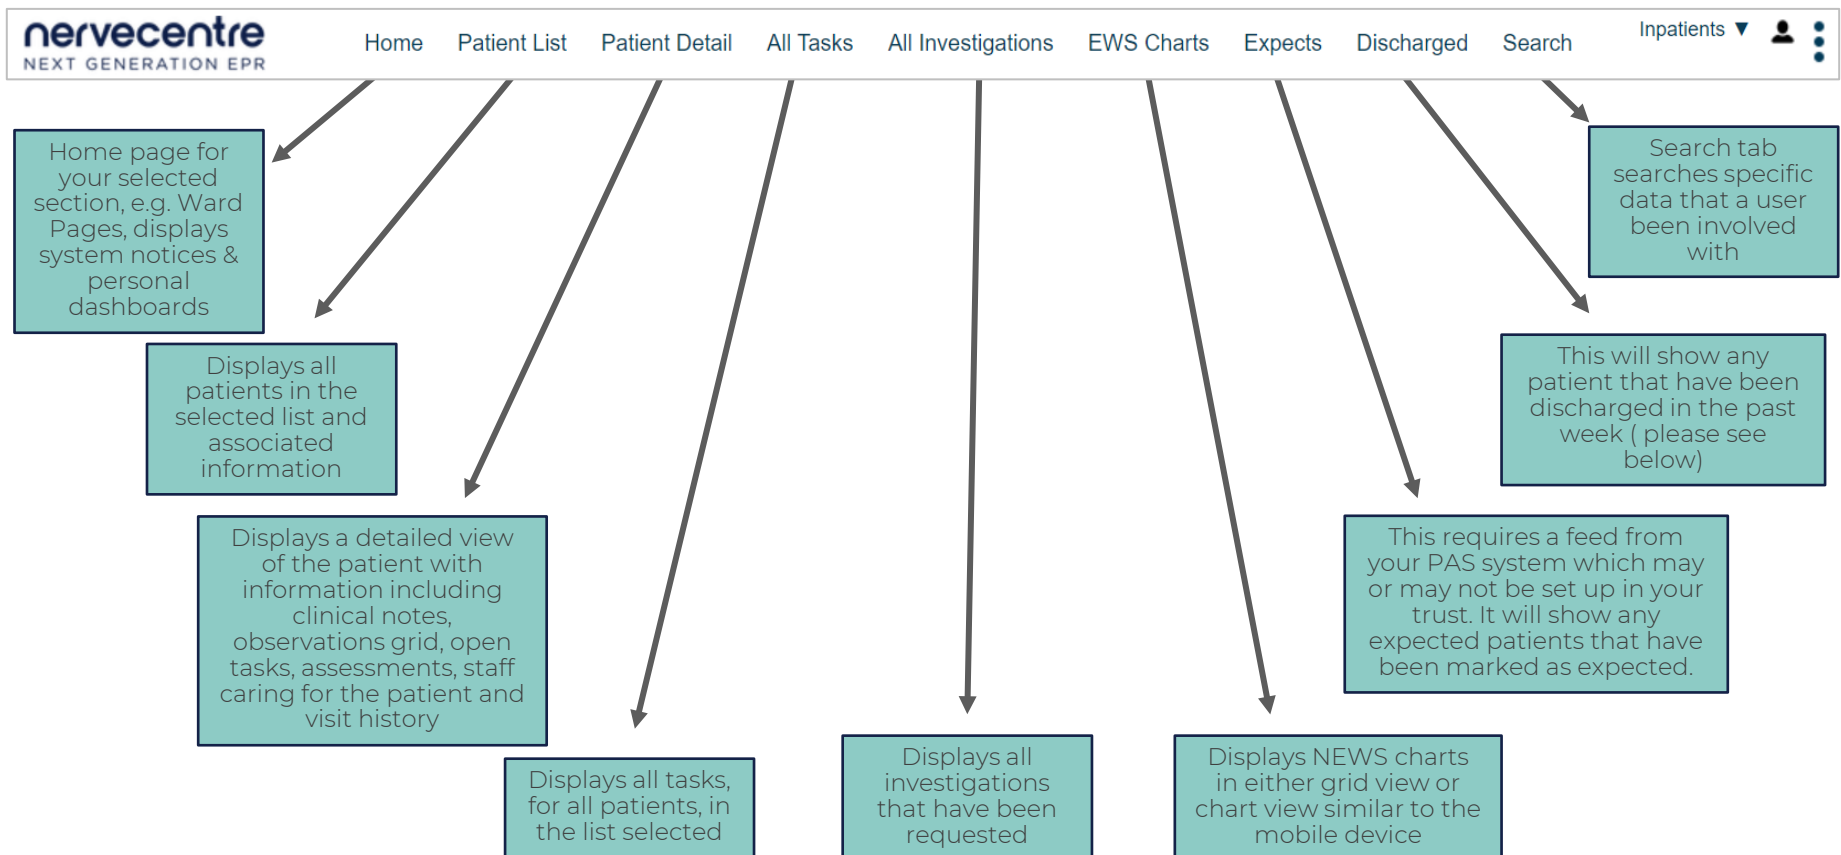 nervecentre
NEXT GENERATION EPR
Home Patient List Patient Detail All Tasks All Investigations EWS Charts Expects Discharged Search Inpatients ▼
Home page for
your selected
section, e.g. Ward
Pages, displays
system notices &
personal
dashboards
Search tab
searches specific
data that a user
been involved
with
Displays all
patients in the
selected list and
associated
information
This will show any
patient that have been
discharged in the past
week ( please see
below)
Displays a detailed view
of the patient with
information including
clinical notes,
observations grid, open
tasks, assessments, staff
caring for the patient and
visit history
This requires a feed from
your PAS system which may
or may not be set up in your
trust. It will show any
expected patients that have
been marked as expected.
Displays all tasks,
for all patients, in
the list selected
Displays all
investigations
that have been
requested
Displays NEWS charts
in either grid view or
chart view similar to the
mobile device